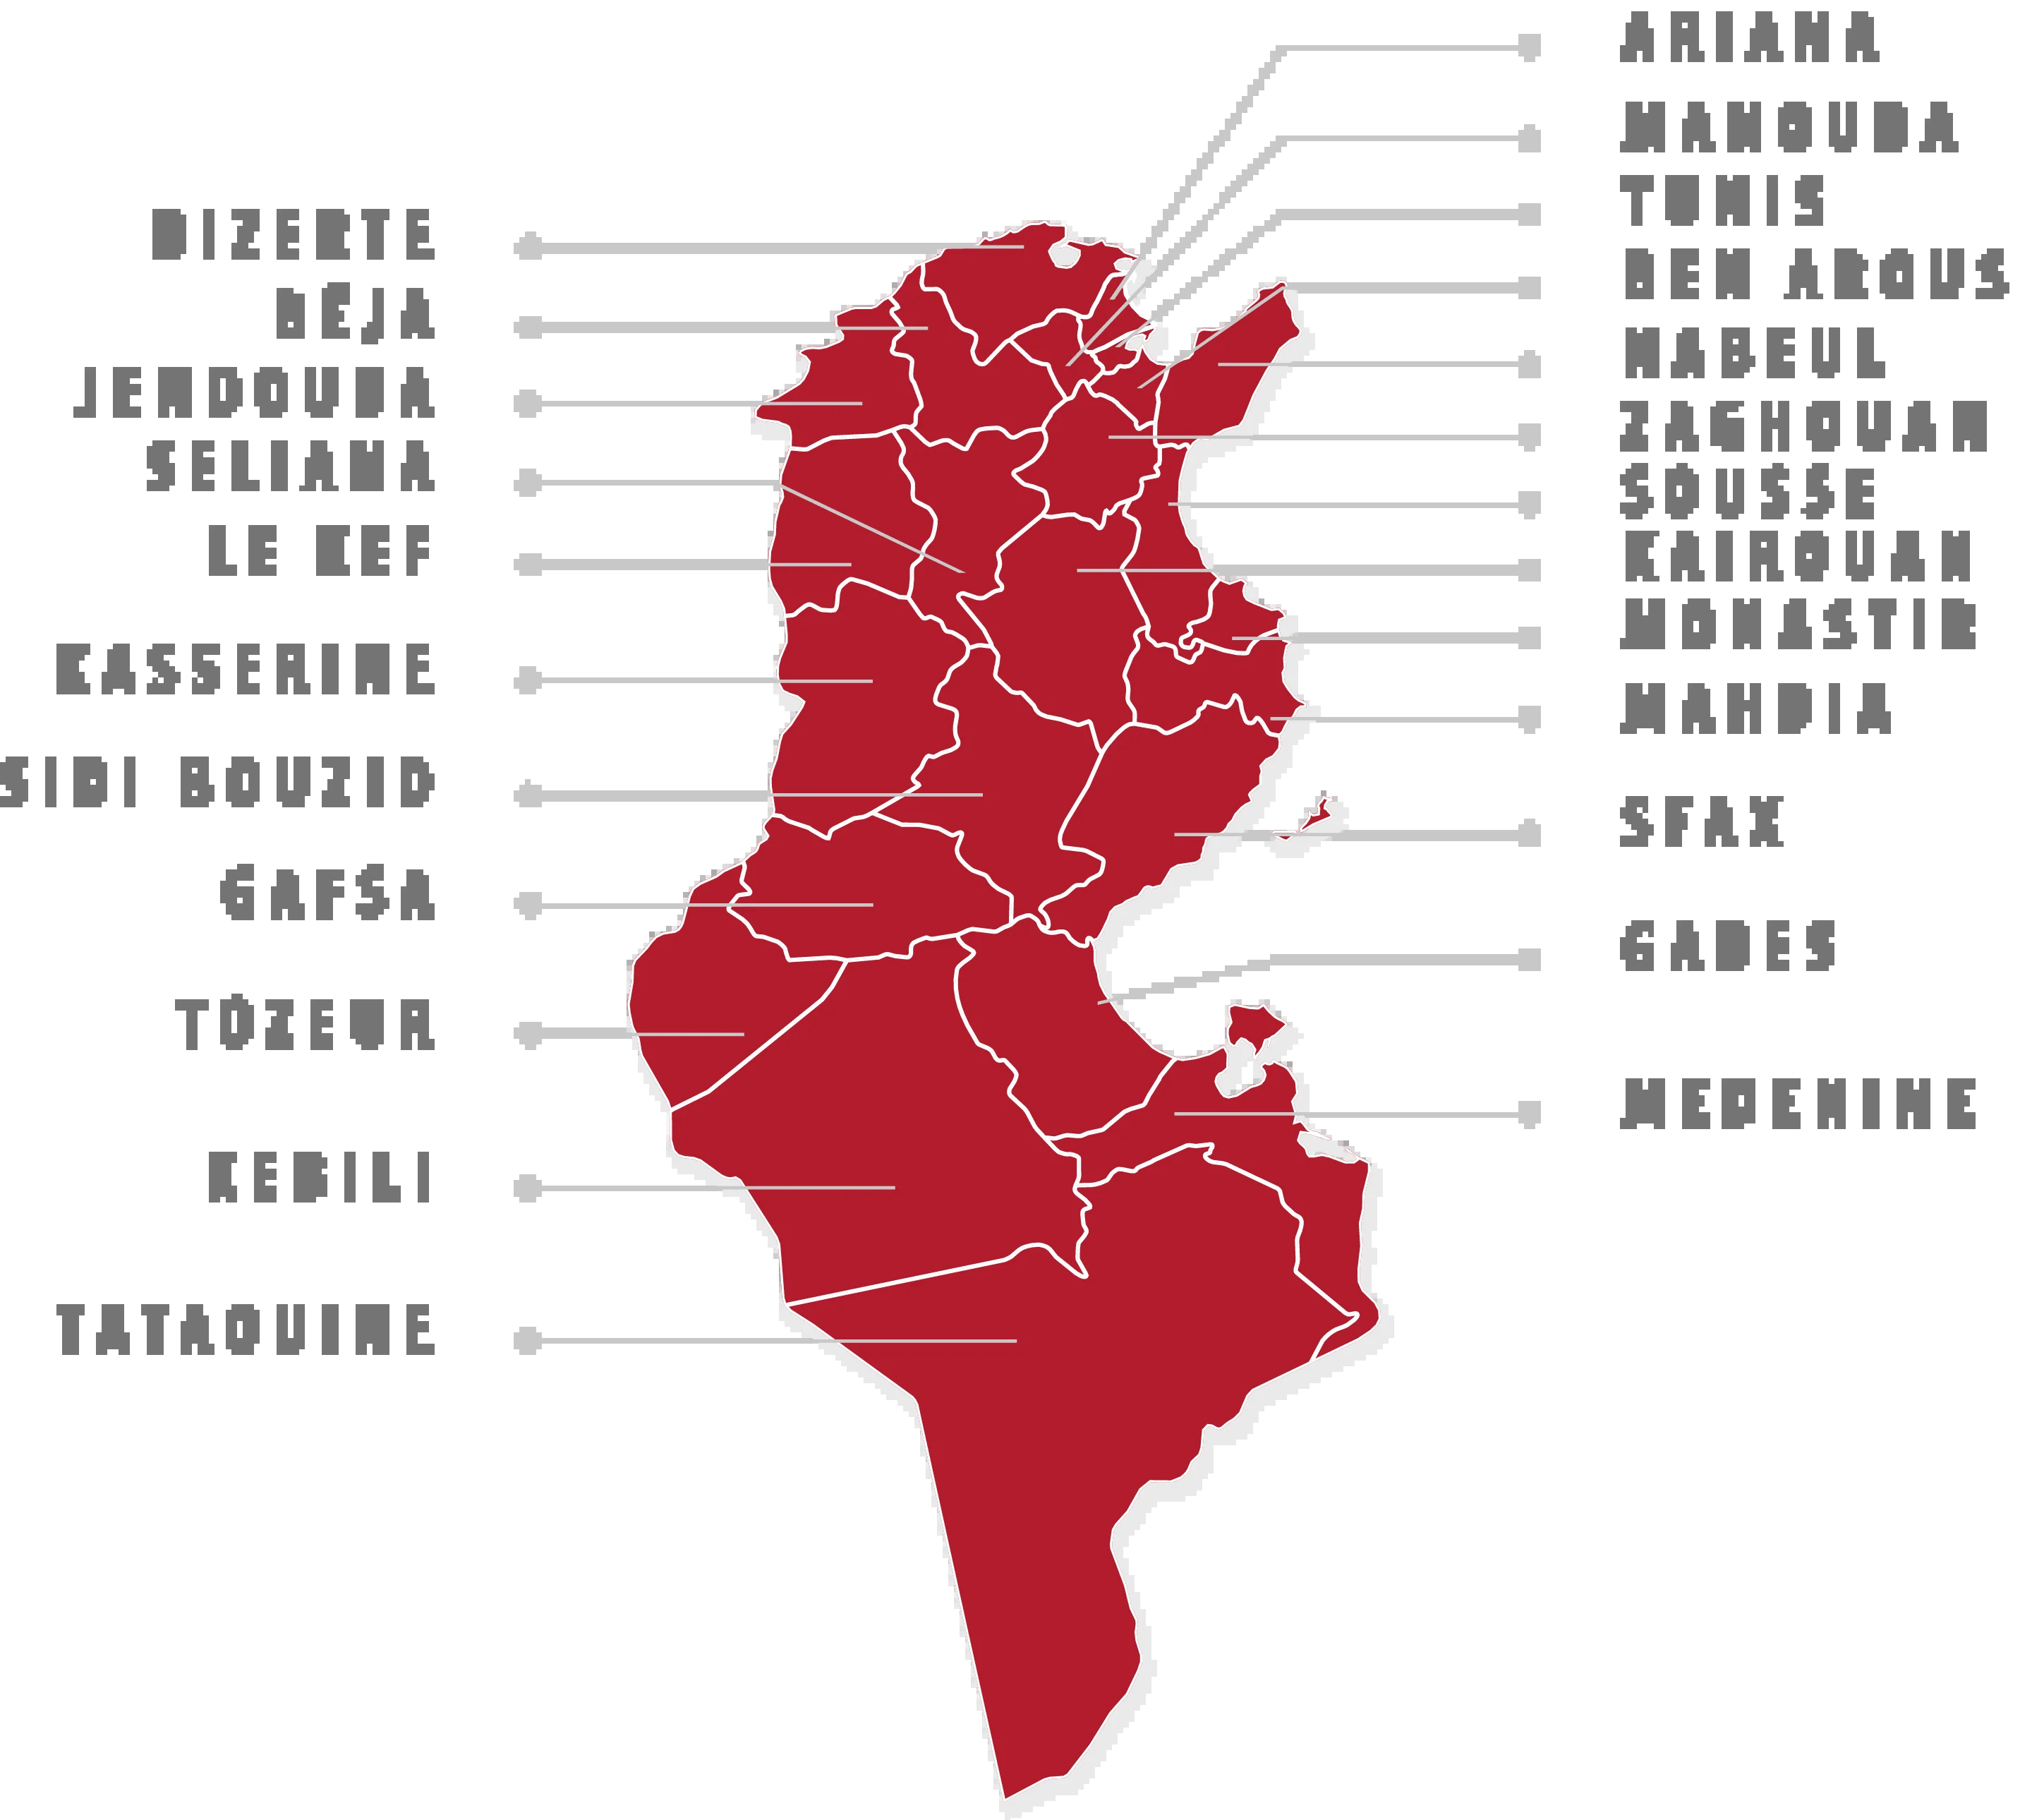 BIZERTE
BÉJA
JENDOUBA
SELIANA
LE KEF
KASSERINE
SIDI BOUZID
GAFSA
TÔZEUR
KEBILI
TATAOUINE
ARIANA
MANOUBA
TUNIS
BEN AROUS
NABEUL
ZAGHOUAN
SOUSSE
KAIROUAN
MONASTIR
MAHDIA
SFAX
GABES
MEDENINE